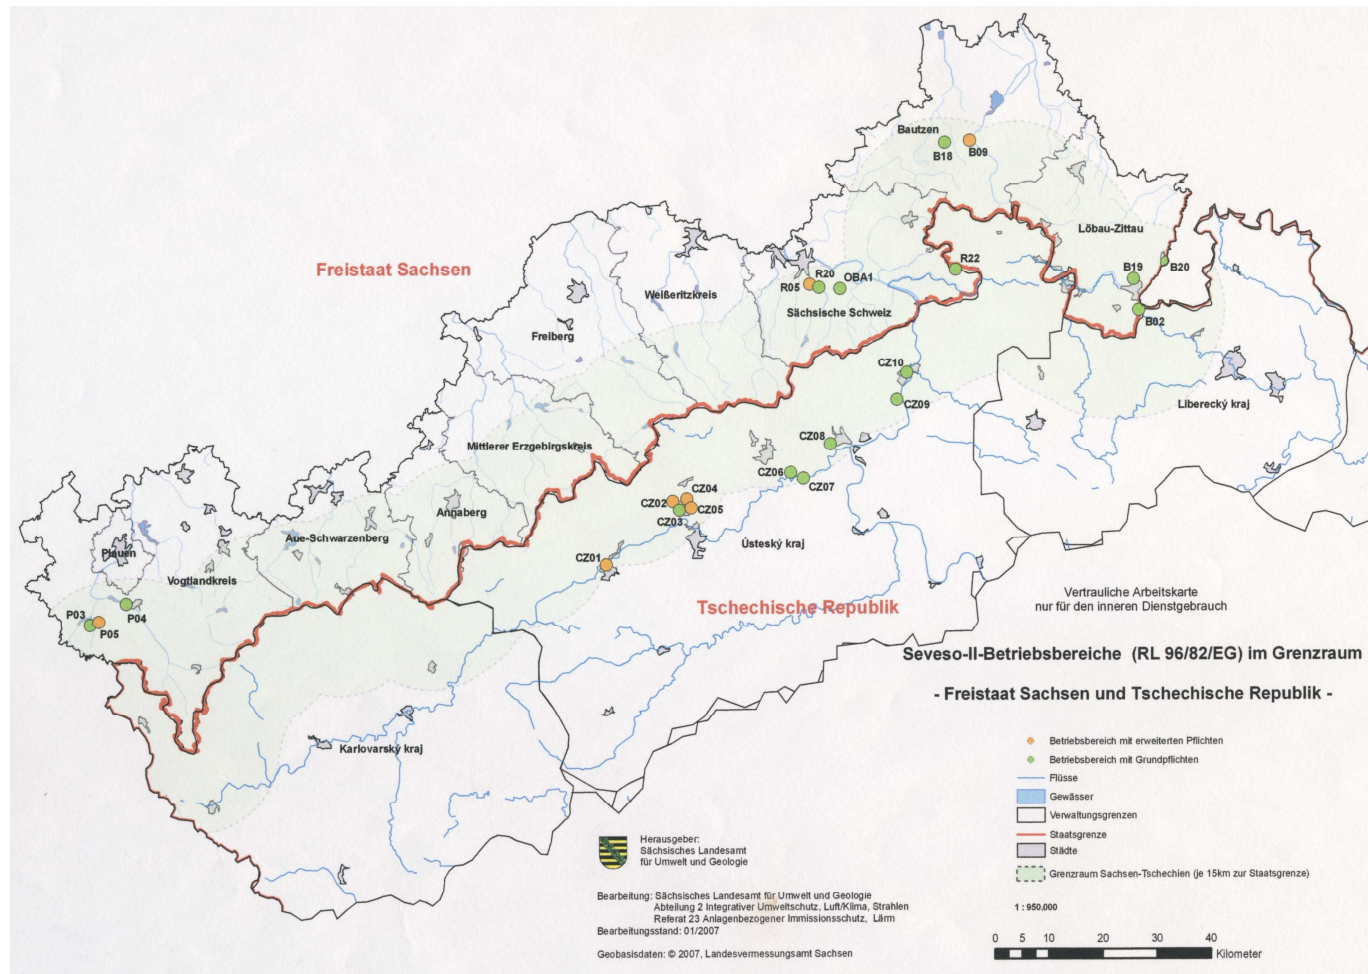 Bautzen
B18
B09
Löbau-Zittau
Freistaat Sachsen
Weißeritzkreis
R20
OBA1
R05
R22
B19
B20
B02
Sächsische Schweiz
Freiberg
CZ10
CZ09
Liberecký kraj
Mittlerer Erzgebirgskreis
CZ08
CZ06
CZ07
CZ04
CZ02
CZ05
CZ03
Annaberg
Aue-Schwarzenberg
Ústeský kraj
Plauen
Vogtlandkreis
CZ01
P03
P04
P05
Tschechische Republik
Karlovarský kraj
Vertrauliche Arbeitskarte
nur für den inneren Dienstgebrauch
Seveso-II-Betriebsbereiche (RL 96/82/EG) im Grenzraum
- Freistaat Sachsen und Tschechische Republik -
Betriebsbereich mit erweiterten Pflichten
Betriebsbereich mit Grundpflichten
Flüsse
Gewässer
Verwaltungsgrenzen
Staatsgrenze
Städte
Grenzraum Sachsen-Tschechien (je 15km zur Staatsgrenze)
1 : 950.000
0 5 10 20 30 40
Kilometer
Herausgeber:
Sächsisches Landesamt
für Umwelt und Geologie
Bearbeitung: Sächsisches Landesamt für Umwelt und Geologie
Abteilung 2 Integrativer Umweltschutz, Luft/Klima, Strahlen
Referat 23 Anlagenbezogener Immissionsschutz, Lärm
Bearbeitungsstand: 01/2007
Geobasisdaten: © 2007, Landesvermessungsamt Sachsen